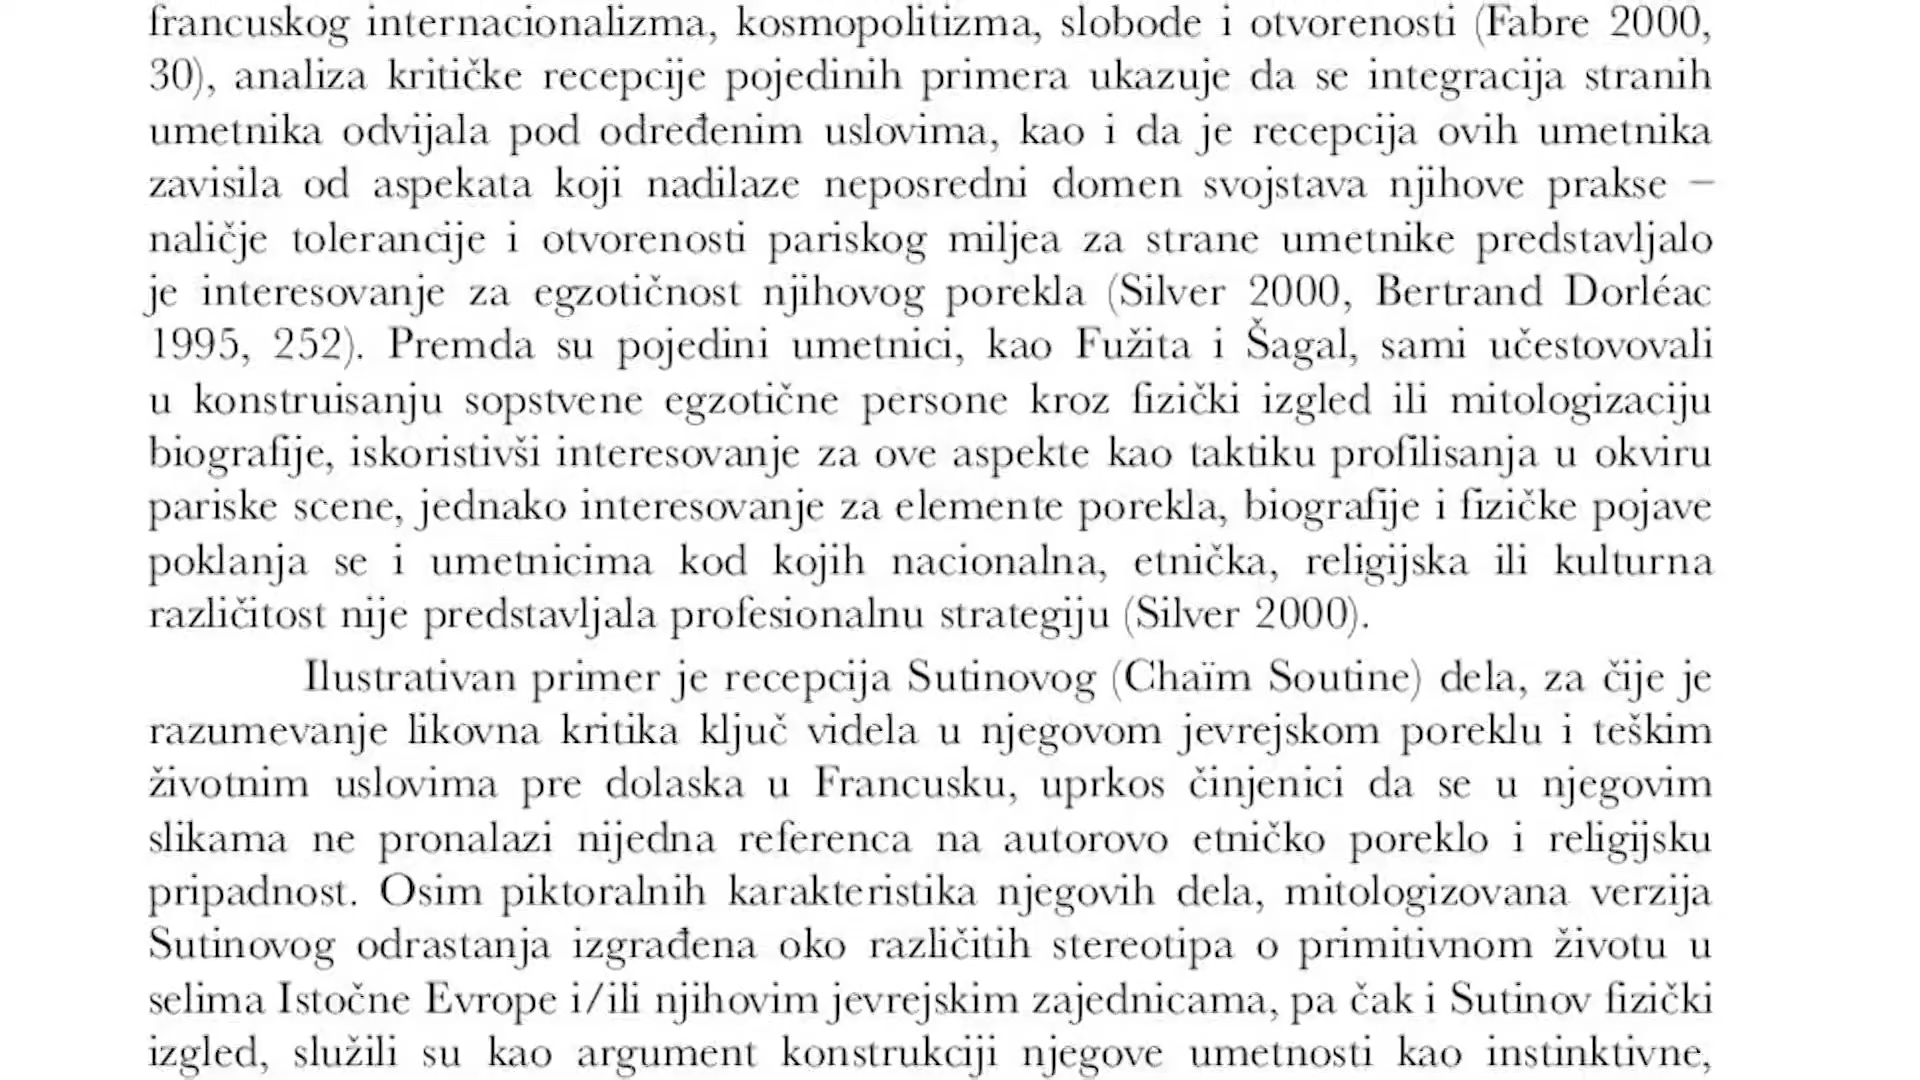 francuskog internacionalizma, kosmopolitizma, slobode i otvorenosti (Fabre 2000,
30), analiza kritičke recepcije pojedinih primera ukazuje da se integracija stranih
umetnika odvijala pod određenim uslovima, kao i da je recepcija ovih umetnika
zavisila od aspekata koji nadilaze neposredni domen svojstava njihove prakse –
naličje tolerancije i otvorenosti pariskog miljea za strane umetnike predstavljalo
je interesovanje za egzotičnost njihovog porekla (Silver 2000, Bertrand Dorléac
1995, 252). Premda su pojedini umetnici, kao Fužita i Šagal, sami učestovovali
u konstruisanju sopstvene egzotične persone kroz fizički izgled ili mitologizaciju
biografije, iskoristivši interesovanje za ove aspekte kao taktiku profilisanja u okviru
pariske scene, jednako interesovanje za elemente porekla, biografije i fizičke pojave
poklanja se i umetnicima kod kojih nacionalna, etnička, religijska ili kulturna
različitost nije predstavljala profesionalnu strategiju (Silver 2000).
Ilustrativan primer je recepcija Sutinovog (Chaïm Soutine) dela, za čije je
razumevanje likovna kritika ključ videla u njegovom jevrejskom poreklu i teškim
životnim uslovima pre dolaska u Francusku, uprkos činjenici da se u njegovim
slikama ne pronalazi nijedna referenca na autorovo etničko poreklo i religijsku
pripadnost. Osim piktoralnih karakteristika njegovih dela, mitologizovana verzija
Sutinovog odrastanja izgrađena oko različitih stereotipa o primitivnom životu u
selima Istočne Evrope i/ili njihovim jevrejskim zajednicama, pa čak i Sutinov fizički
izgled, služili su kao argument konstrukciji njegove umetnosti kao instinktivne,